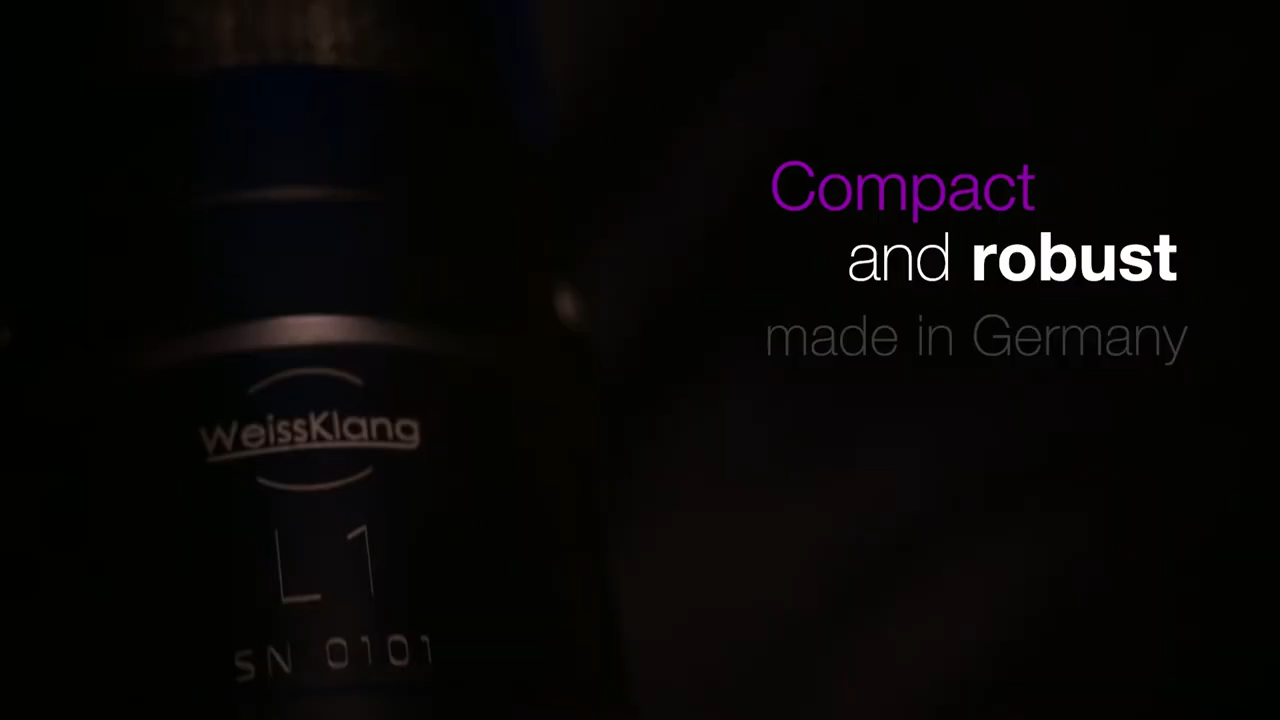 Compact
and robust
made in Germany
WeissKlang
L1
SN 0101